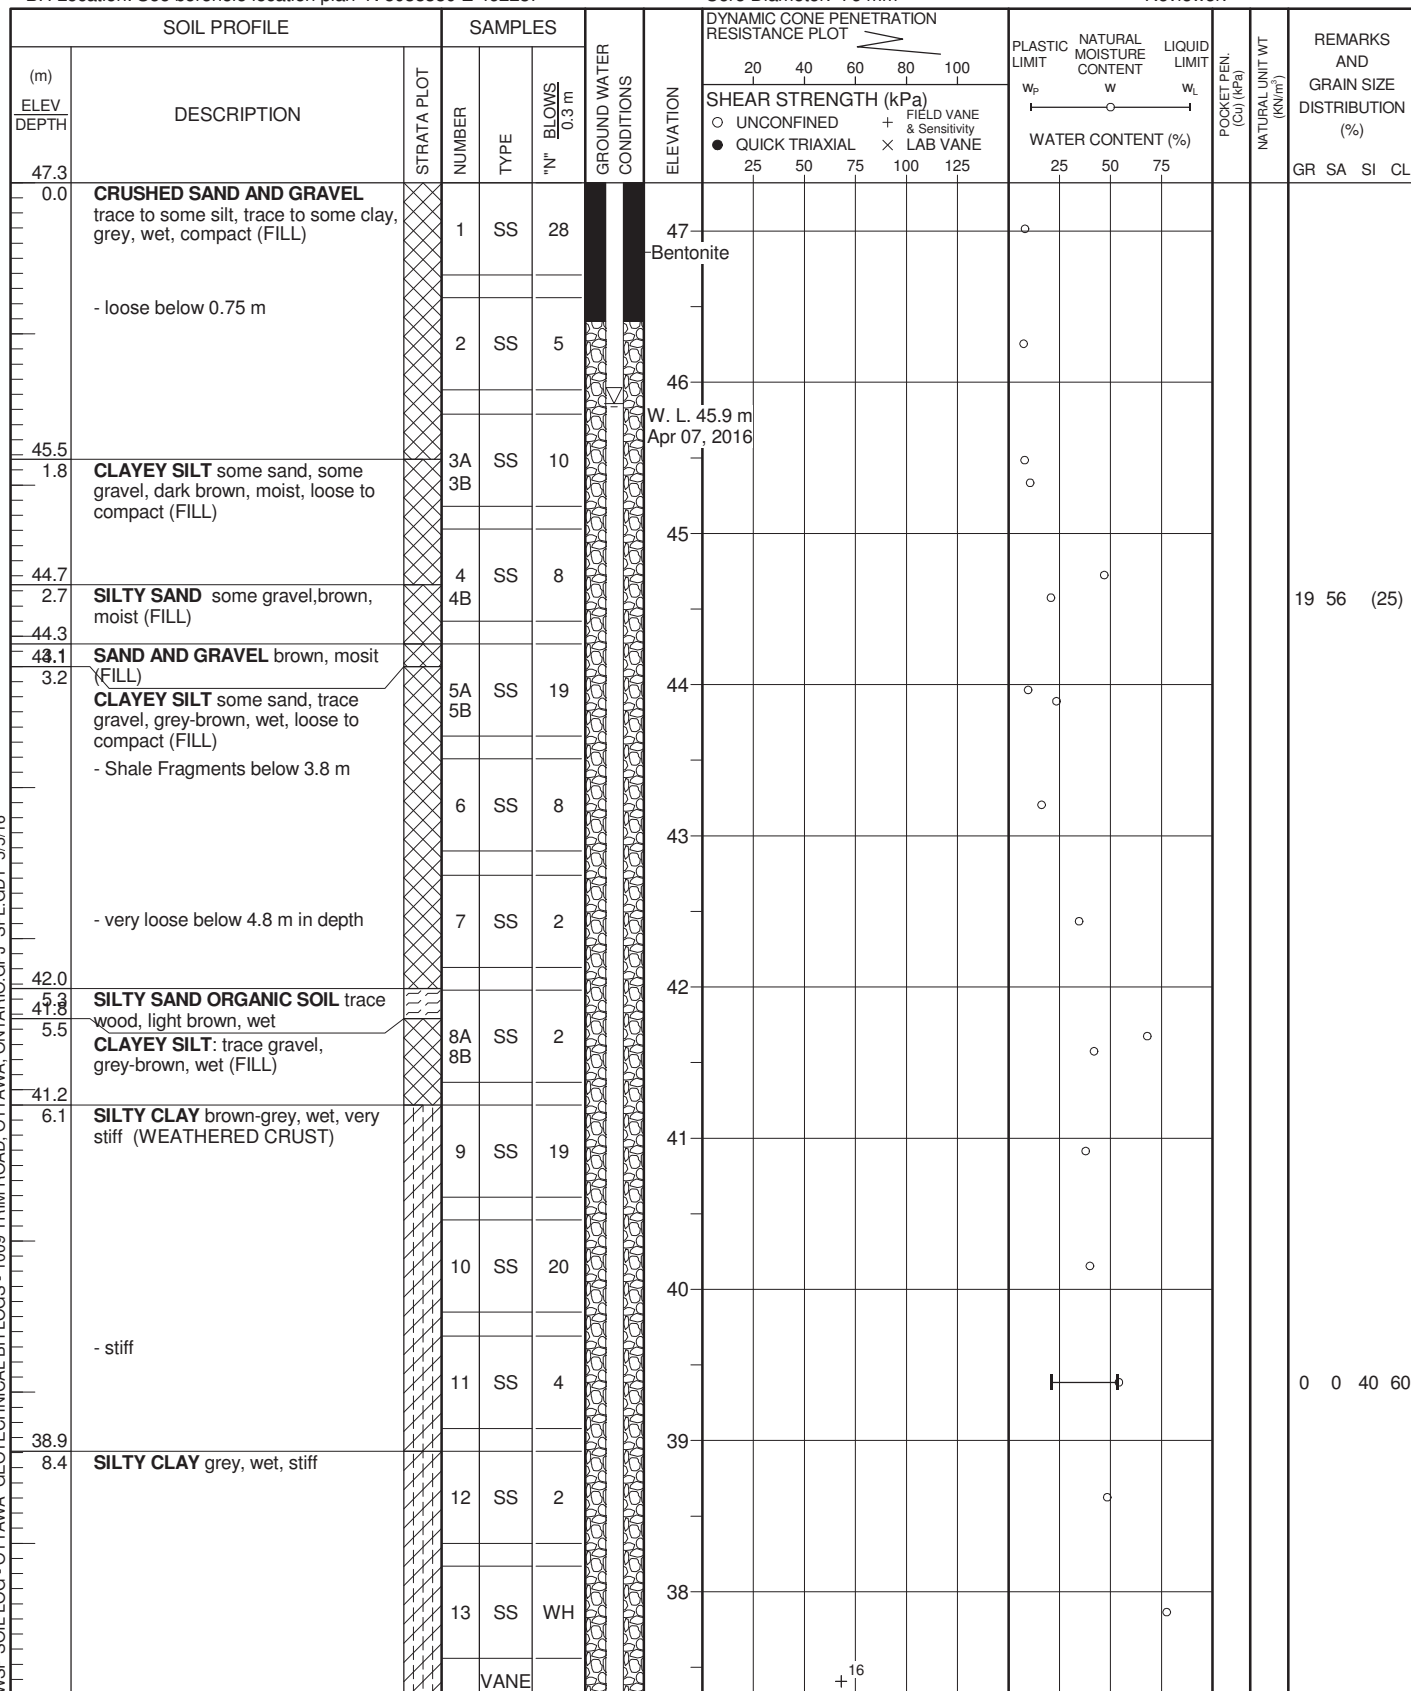 SOIL PROFILE
SAMPLES
(m)
ELEV
DEPTH
DESCRIPTION
STRATA PLOT
NUMBER
TYPE
"N" BLOWS
0.3 m
GROUND WATER
CONDITIONS
ELEVATION
DYNAMIC CONE PENETRATION
RESISTANCE PLOT
20 40 60 80 100
SHEAR STRENGTH (kPa)
UNCONFINED + FIELD VANE
& Sensitivity
QUICK TRIAXIAL × LAB VANE
25 50 75 100 125
PLASTIC
LIMIT
NATURAL
MOISTURE
CONTENT
LIQUID
LIMIT
WP W WL
WATER CONTENT (%)
25 50 75
POCKET PEN.
(Cu) (kPa)
NATURAL UNIT WT
(KN/m³)
REMARKS
AND
GRAIN SIZE
DISTRIBUTION
(%)
GR SA SI CL
47.3
0.0 CRUSHED SAND AND GRAVEL
trace to some silt, trace to some clay,
grey, wet, compact (FILL)
1 SS 28
47
Bentonite
- loose below 0.75 m
2 SS 5
46
W. L. 45.9 m
Apr 07, 2016
45.5
1.8 CLAYEY SILT some sand, some
gravel, dark brown, moist, loose to
compact (FILL)
3A SS 10
3B
45
44.7
2.7 SILTY SAND some gravel,brown,
moist (FILL)
4 SS 8
4B
19 56 (25)
44.3
3.1 SAND AND GRAVEL brown, mosit
(FILL)
44.1
3.2 CLAYEY SILT some sand, trace
gravel, grey-brown, wet, loose to
compact (FILL)
5A SS 19
5B
44
- Shale Fragments below 3.8 m
6 SS 8
43
- very loose below 4.8 m in depth
7 SS 2
42.0
42
5.3 SILTY SAND ORGANIC SOIL trace
wood, light brown, wet
41.8
5.5 CLAYEY SILT: trace gravel,
grey-brown, wet (FILL)
8A SS 2
8B
41.2
6.1 SILTY CLAY brown-grey, wet, very
stiff (WEATHERED CRUST)
9 SS 19
41
10 SS 20
40
- stiff
11 SS 4
0 0 40 60
38.9
39
8.4 SILTY CLAY grey, wet, stiff
12 SS 2
38
13 SS WH
VANE
+ 16